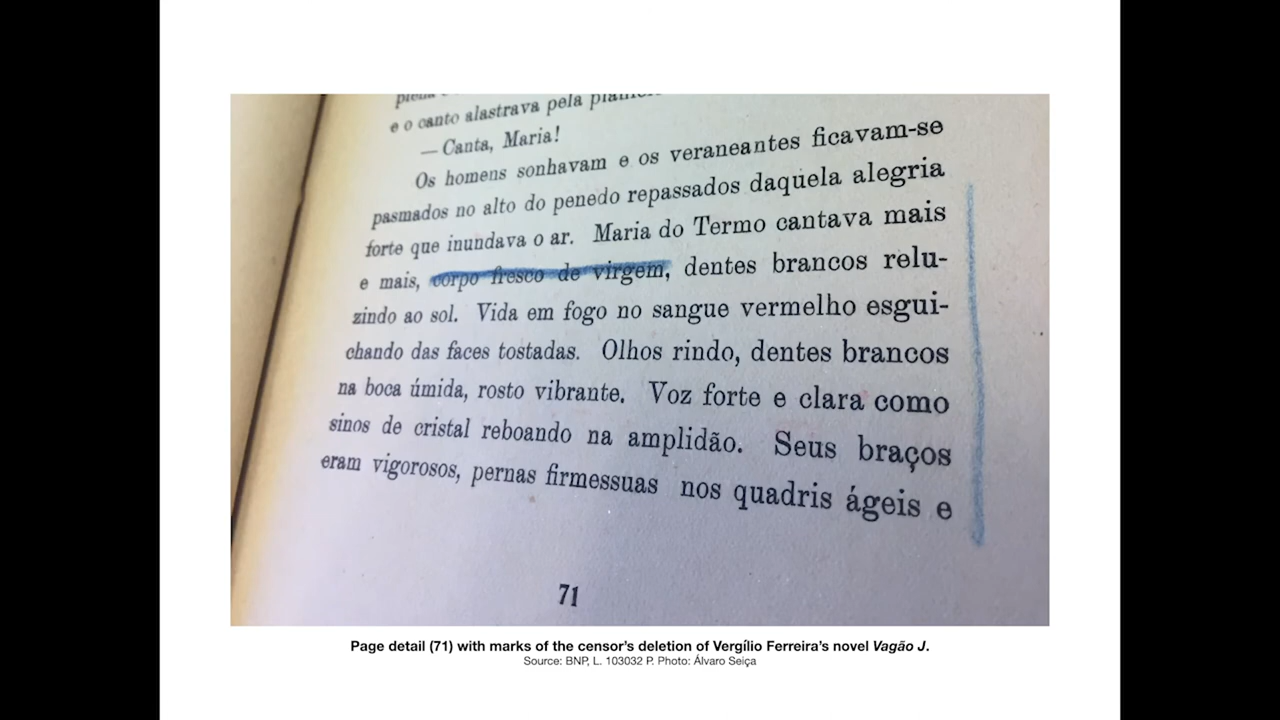 e o canto alastrava pela
— Canta, Maria!
Os homens sonhavam e os veraneantes ficavam-se
pasmados no alto do penedo repassados daquela alegria
forte que inundava o ar. Maria do Termo cantava mais
e mais, corpo fresco de virgem, dentes brancos relu-
zindo ao sol. Vida em fogo no sangue vermelho esgui-
chando das faces tostadas. Olhos rindo, dentes brancos
na boca úmida, rosto vibrante. Voz forte e clara como
sinos de cristal reboando na amplidão. Seus braços
eram vigorosos, pernas firmessuas nos quadris ágeis e
71
Page detail (71) with marks of the censor’s deletion of Vergílio Ferreira’s novel Vagão J.
Source: BNP, L. 103032 P. Photo: Álvaro Seiça